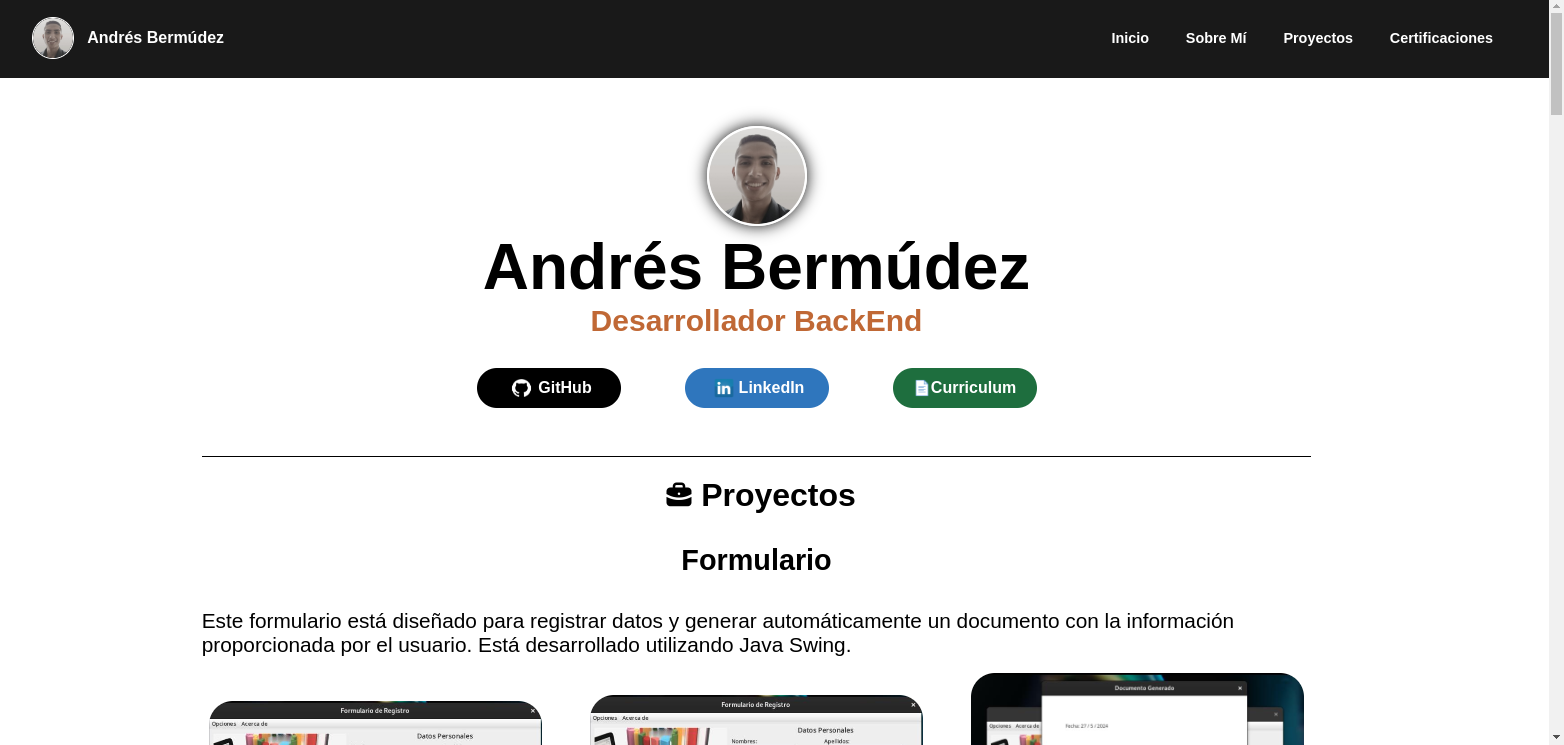 Andrés Bermúdez
Inicio Sobre Mí Proyectos Certificaciones
Andrés Bermúdez
Desarrollador BackEnd
GitHub
in LinkedIn
Curriculum
Proyectos
Formulario
Este formulario está diseñado para registrar datos y generar automáticamente un documento con la información
proporcionada por el usuario. Está desarrollado utilizando Java Swing.
Formulario de Registro
Opciones Acerca de
Datos Personales
Formulario de Registro
Opciones Acerca de
Datos Personales
Nombres: Apellidos:
Documento Generado
Opciones Acerca de
Fecha: 27 / 5 / 2024